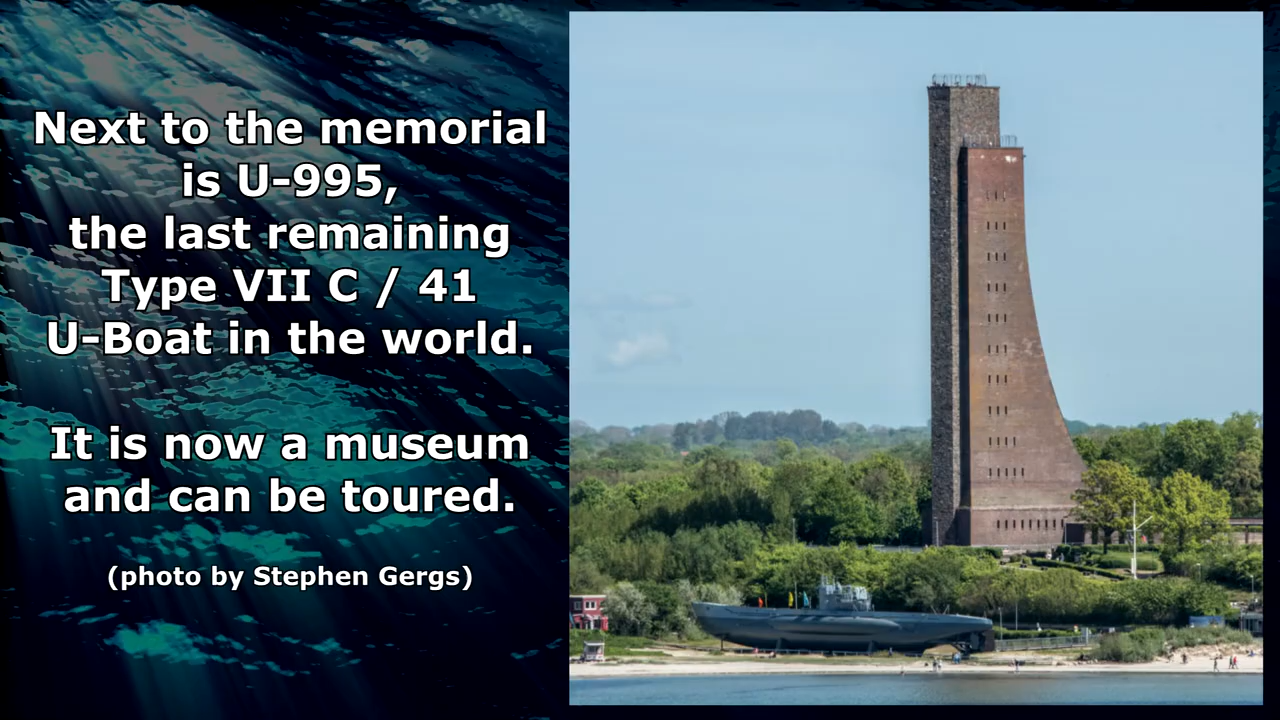 Next to the memorial
is U-995,
the last remaining
Type VII C / 41
U-Boat in the world.
It is now a museum
and can be toured.
(photo by Stephen Gergs)